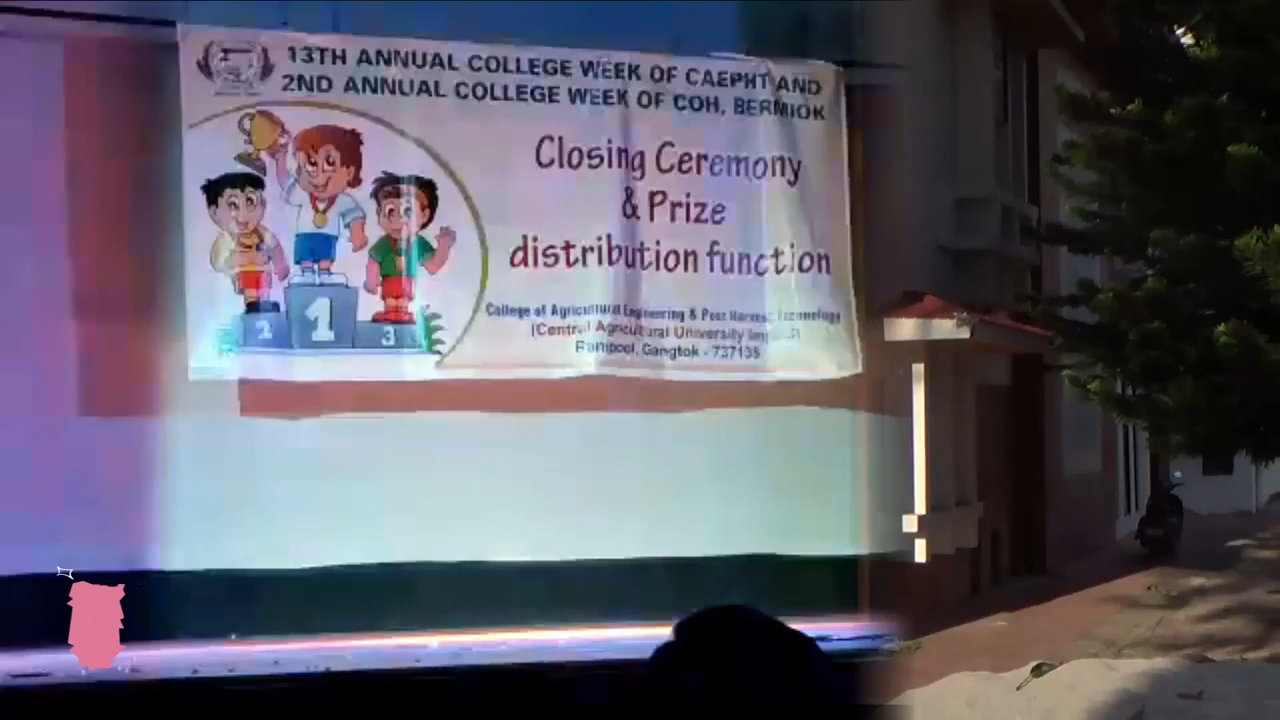 13TH ANNUAL COLLEGE WEEK OF CAEPHT AND
2ND ANNUAL COLLEGE WEEK OF COH, BERMIOK
Closing Ceremony
& Prize
distribution function
College of Agricultural Engineering & Post Harvest Technology
(Central Agricultural University
Ranipool, Gangtok - 737135
1
2
3